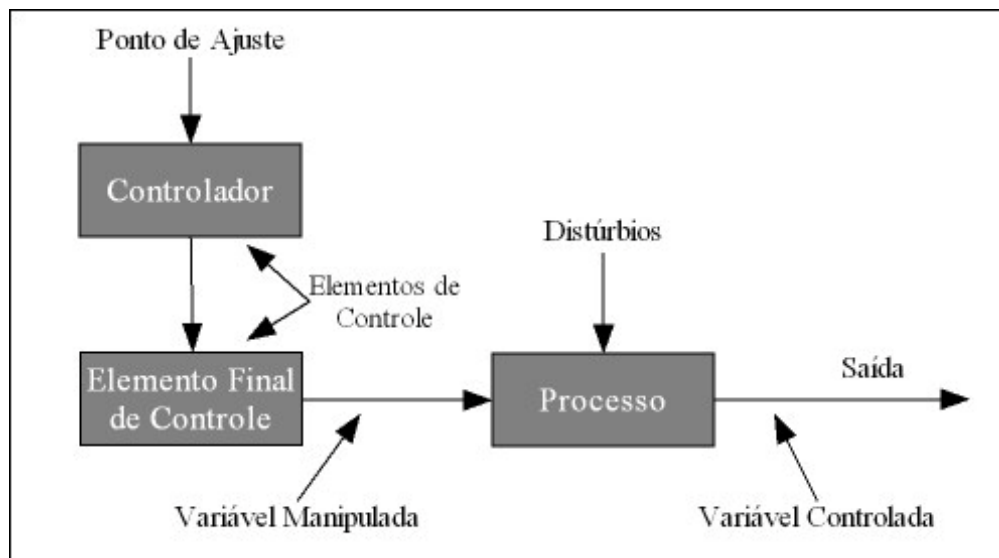 Ponto de Ajuste
Controlador
Distúrbios
Elementos de
Controle
Elemento Final
de Controle
Processo
Saída
Variável Manipulada
Variável Controlada